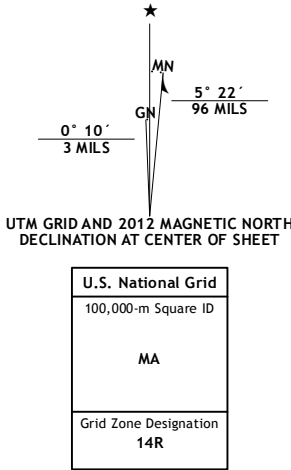 ★
MN
GN
5° 22´
96 MILS
0° 10´
3 MILS
UTM GRID AND 2012 MAGNETIC NORTH
DECLINATION AT CENTER OF SHEET
U.S. National Grid
100,000-m Square ID
MA
Grid Zone Designation
14R